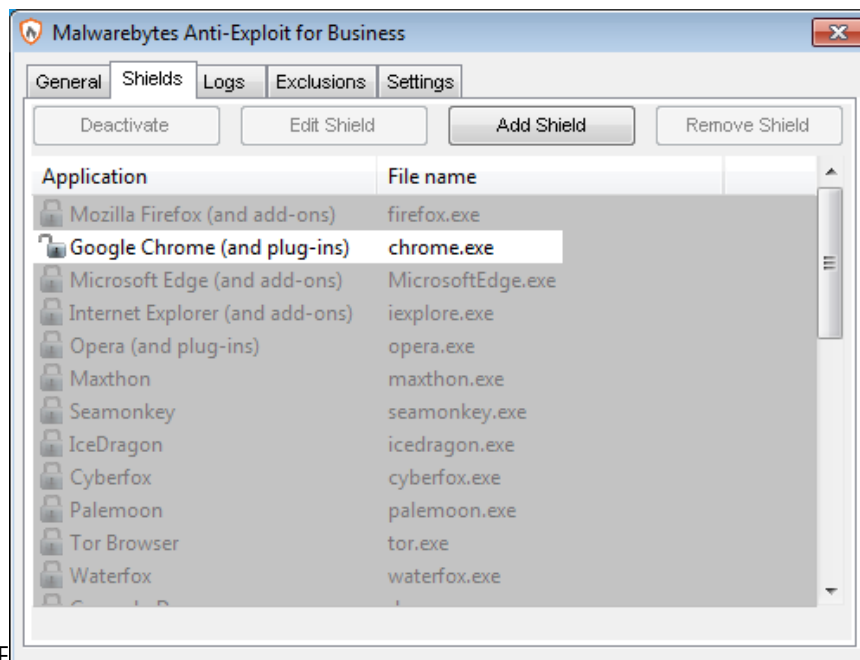 Malwarebytes Anti-Exploit for Business
General Shields Logs Exclusions Settings
Deactivate Edit Shield Add Shield Remove Shield
Application File name
Mozilla Firefox (and add-ons) firefox.exe
Google Chrome (and plug-ins) chrome.exe
Microsoft Edge (and add-ons) MicrosoftEdge.exe
Internet Explorer (and add-ons) iexplore.exe
Opera (and plug-ins) opera.exe
Maxthon maxthon.exe
Seamonkey seamonkey.exe
IceDragon icedragon.exe
Cyberfox cyberfox.exe
Palemoon palemoon.exe
Tor Browser tor.exe
Waterfox waterfox.exe